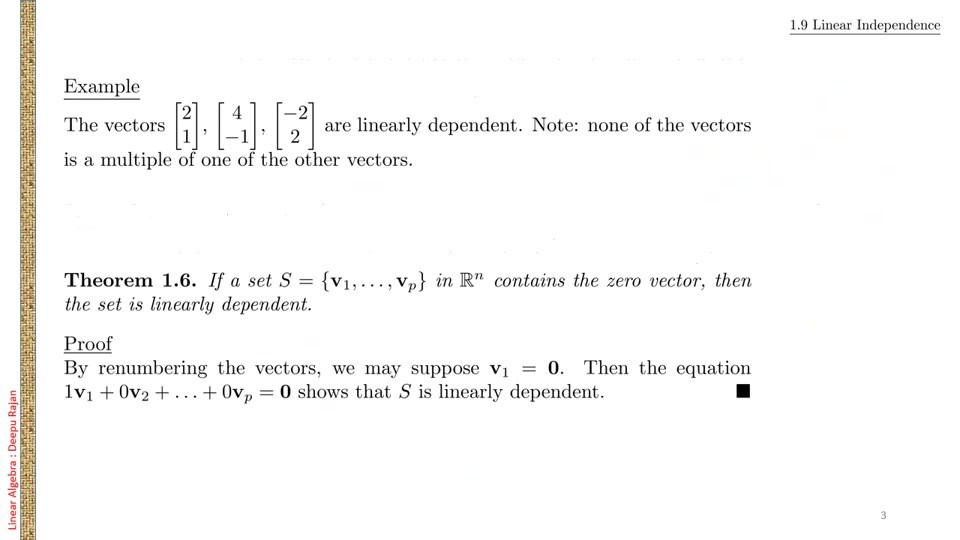 1.9 Linear Independence
Example
The vectors [2 1], [4 −1], [−2 2] are linearly dependent. Note: none of the vectors
is a multiple of one of the other vectors.
Theorem 1.6. If a set S = {v₁, . . . , vₚ} in ℝⁿ contains the zero vector, then
the set is linearly dependent.
Proof
By renumbering the vectors, we may suppose v₁ = 0. Then the equation
1v₁ + 0v₂ + . . . + 0vₚ = 0 shows that S is linearly dependent. ■
Linear Algebra : Deepu Rajan
3